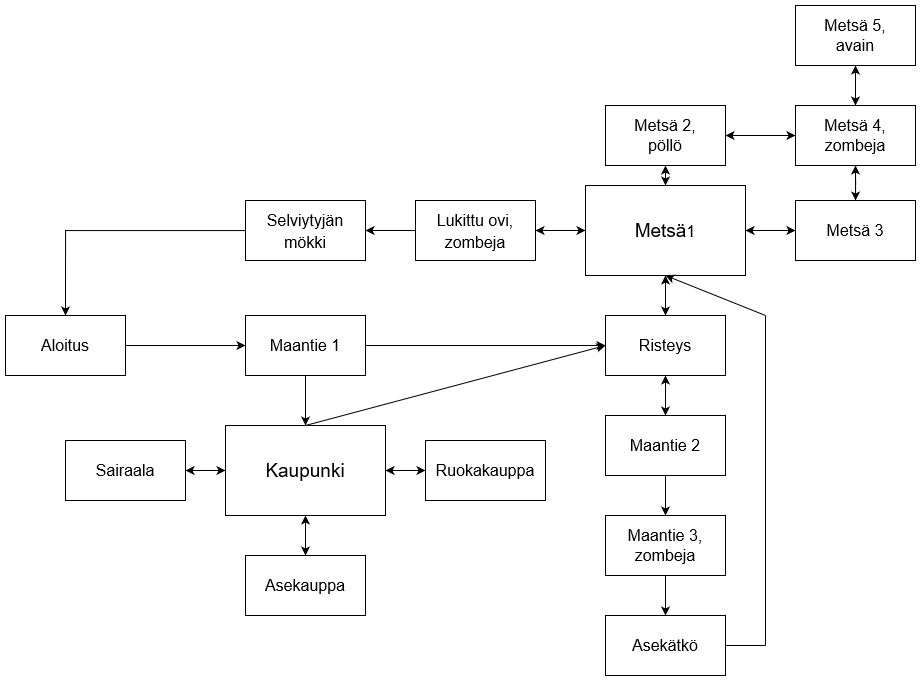 Metsä 5,
avain
Metsä 2,
pöllö
Metsä 4,
zombeja
Selviytyjän
mökki
Lukittu ovi,
zombeja
Metsä1
Metsä 3
Aloitus
Maantie 1
Risteys
Maantie 2
Sairaala
Kaupunki
Ruokakauppa
Maantie 3,
zombeja
Asekauppa
Asekätkö